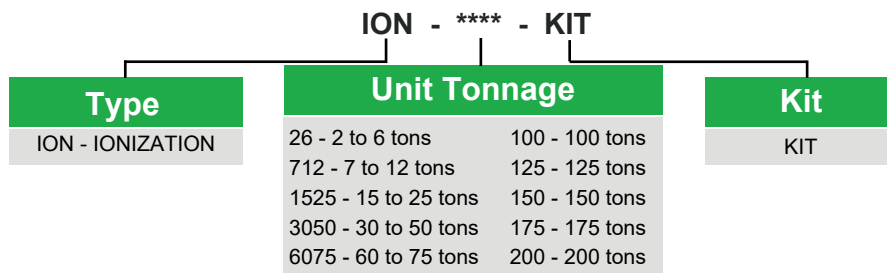 ION - **** - KIT
Type
ION - IONIZATION
Unit Tonnage
26 - 2 to 6 tons
712 - 7 to 12 tons
1525 - 15 to 25 tons
3050 - 30 to 50 tons
6075 - 60 to 75 tons
100 - 100 tons
125 - 125 tons
150 - 150 tons
175 - 175 tons
200 - 200 tons
Kit
KIT